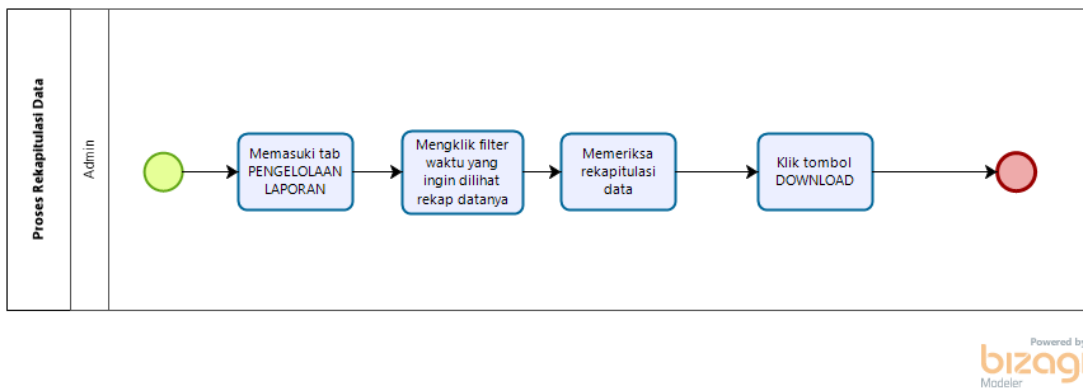 Proses Rekapitulasi Data
Admin
Memasuki tab
PENGELOLAAN
LAPORAN
Mengklik filter
waktu yang
ingin dilihat
rekap datanya
Memeriksa
rekapitulasi
data
Klik tombol
DOWNLOAD
Powered by
bizagi
Modeler